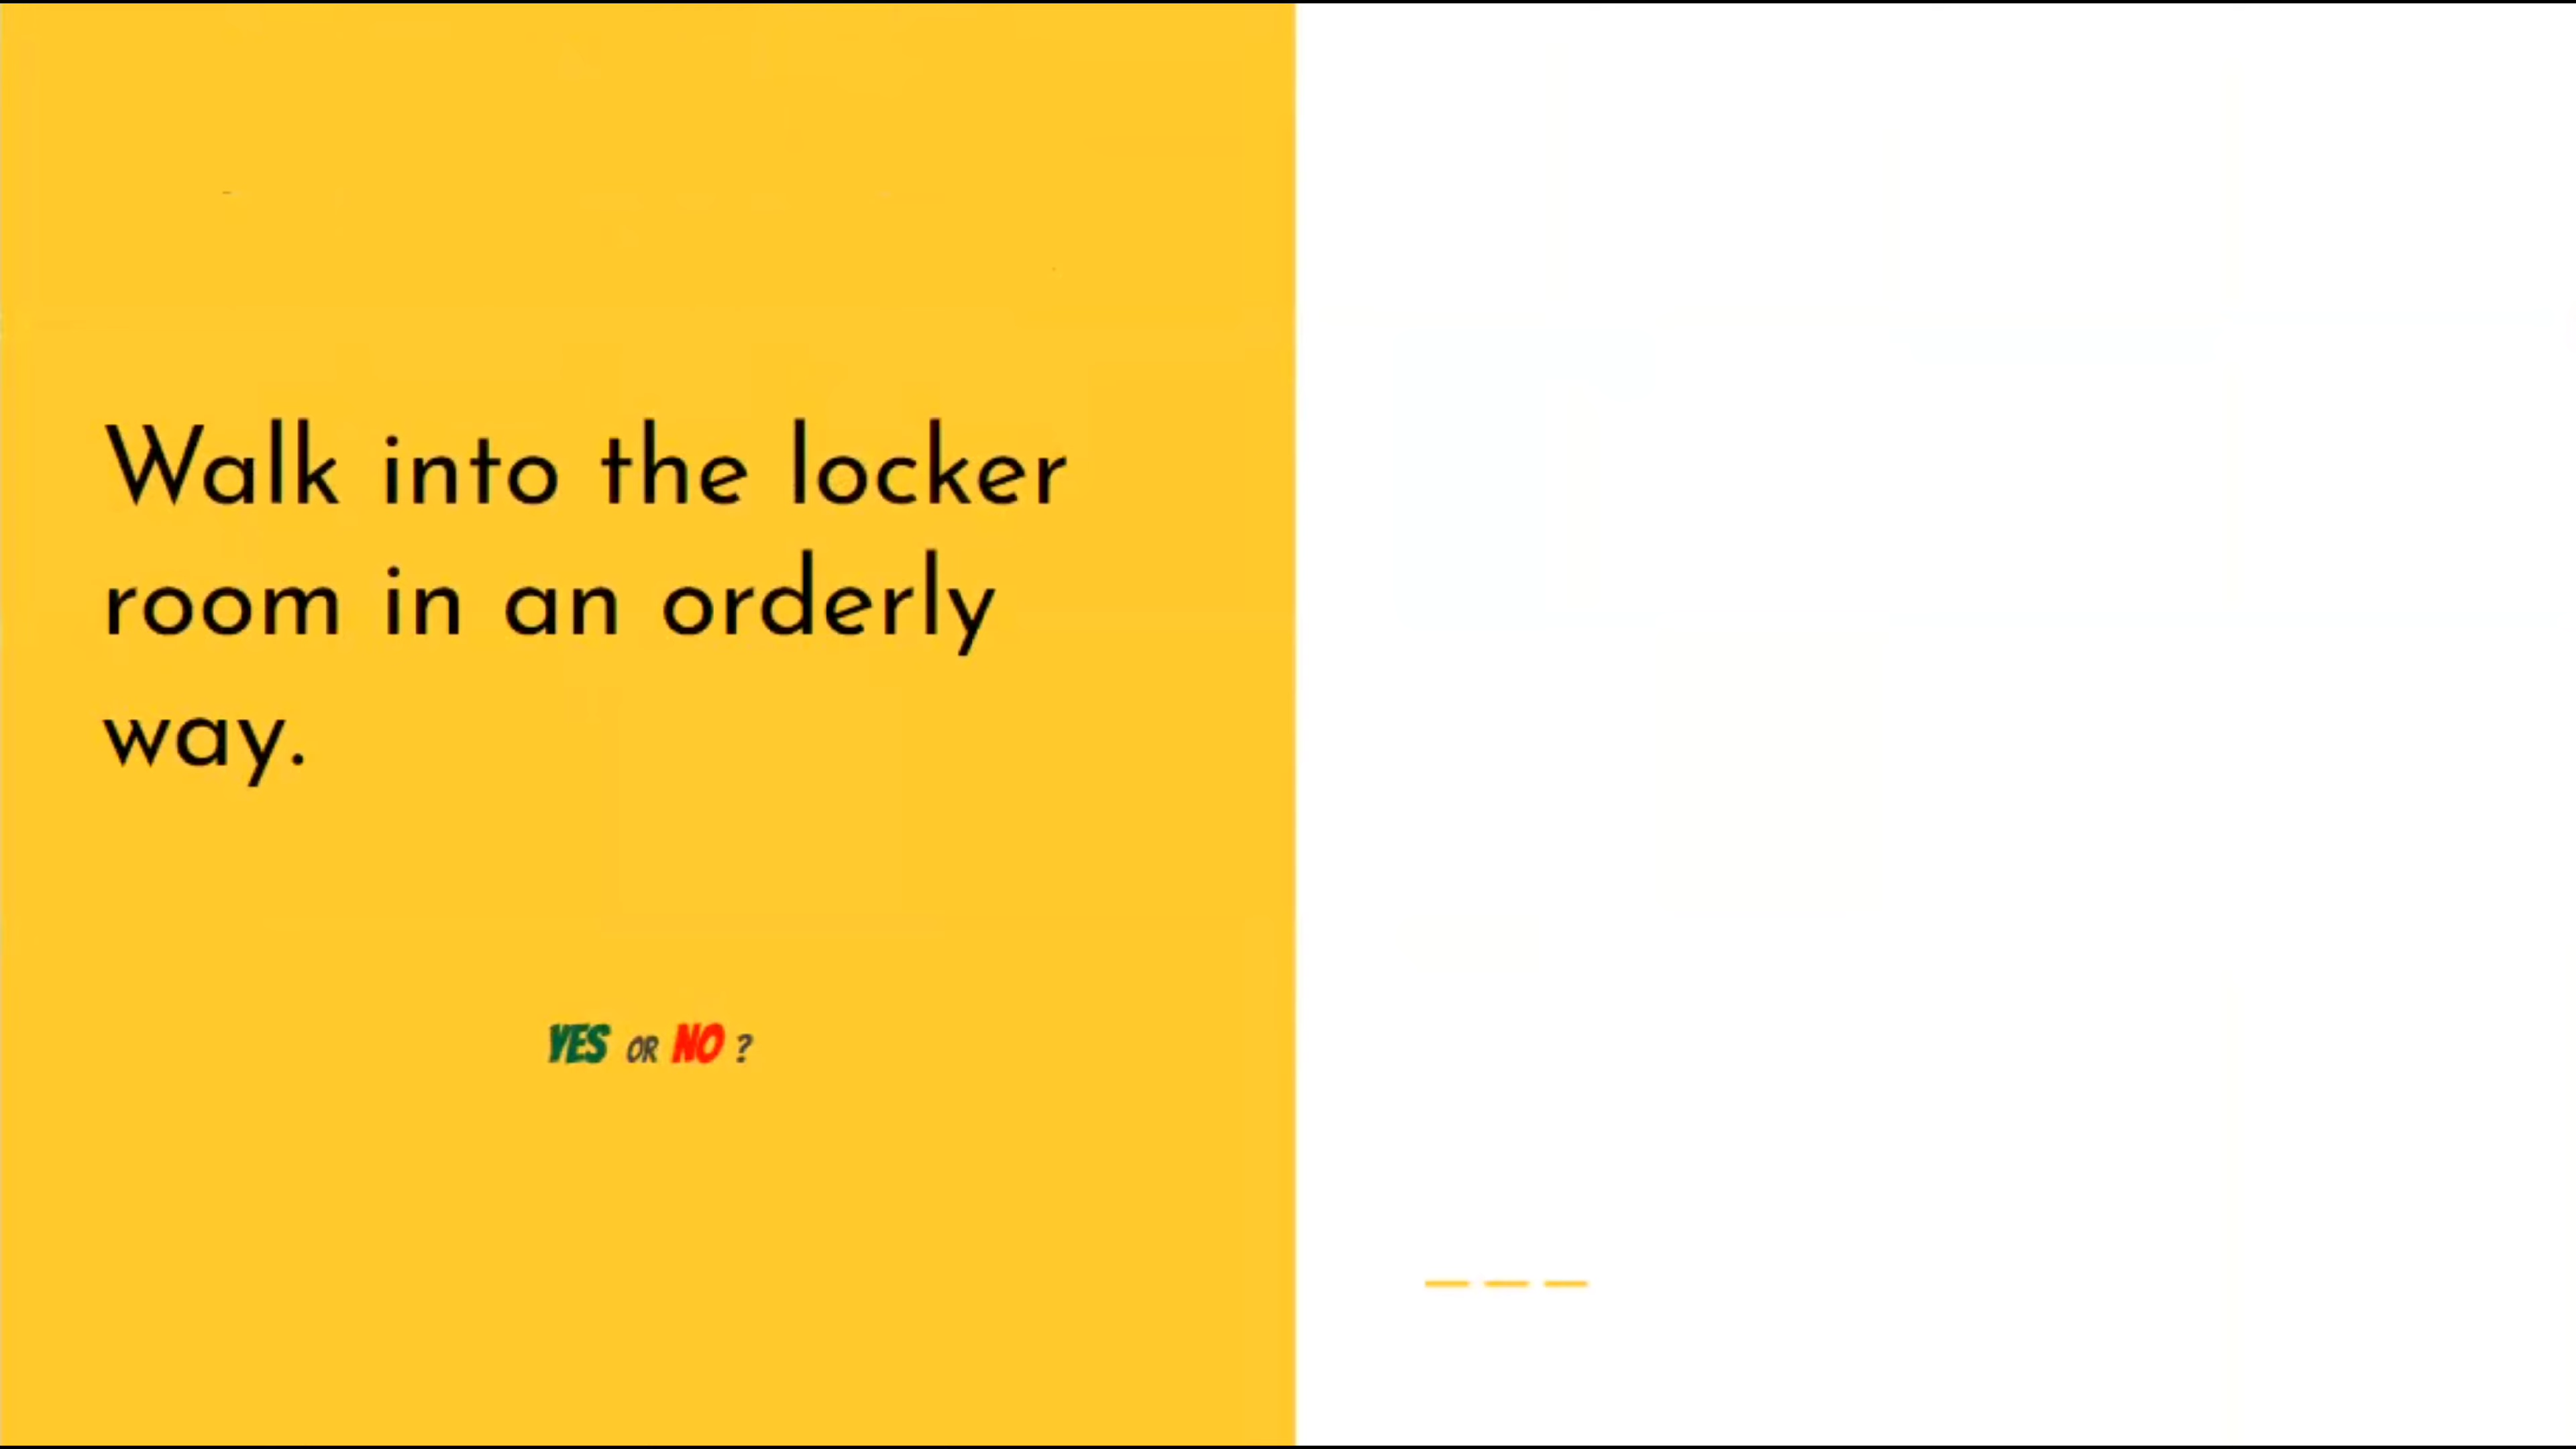 Walk into the locker
room in an orderly
way.
YES OR NO ?